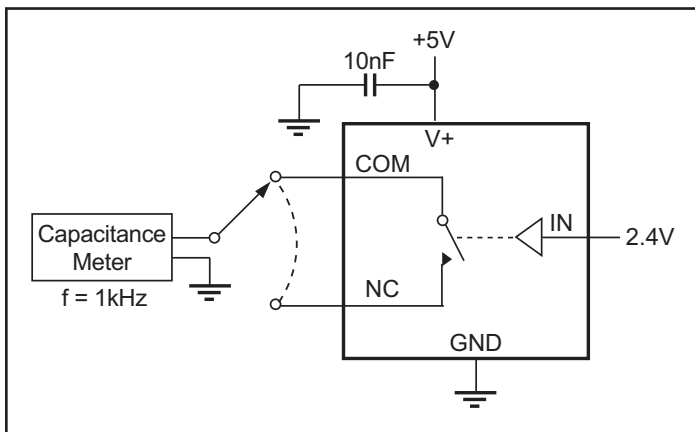 +5V
10nF
V+
COM
IN
2.4V
Capacitance
Meter
f = 1kHz
NC
GND